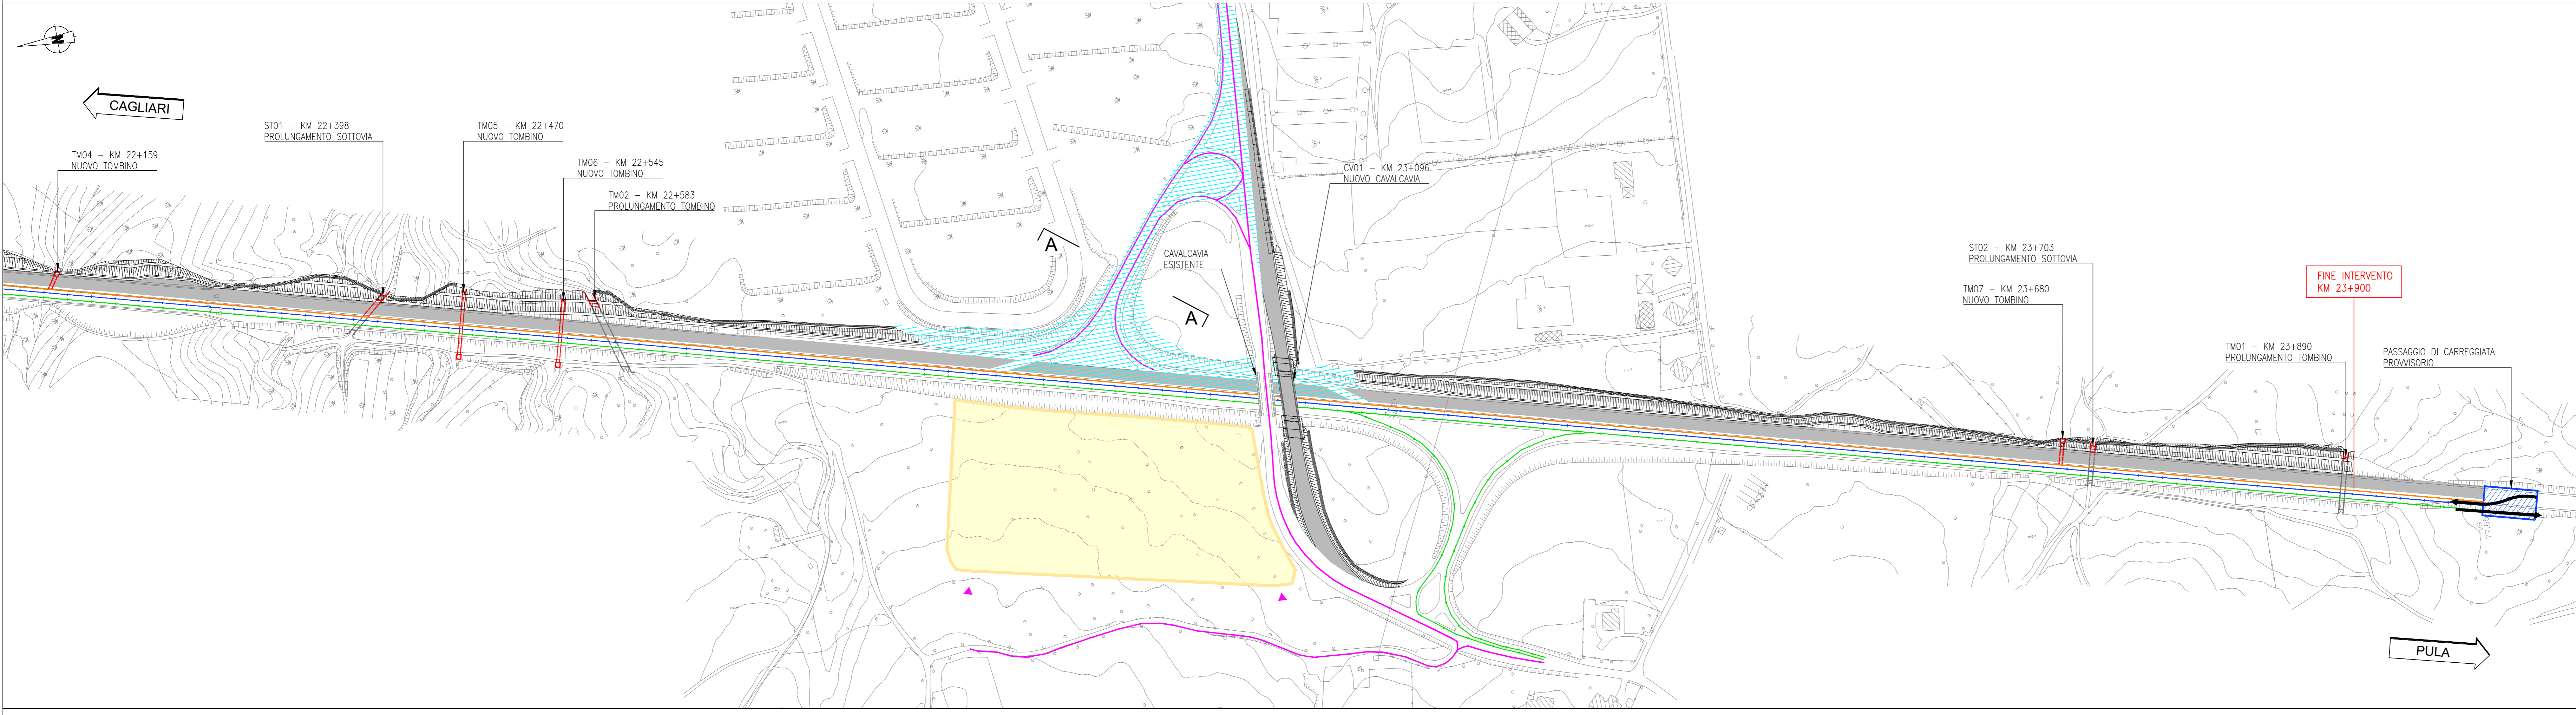 N
CAGLIARI
TM04 - KM 22+159
NUOVO TOMBINO
ST01 - KM 22+398
PROLUNGAMENTO SOTTOVIA
TM05 - KM 22+470
NUOVO TOMBINO
TM06 - KM 22+545
NUOVO TOMBINO
TM02 - KM 22+583
PROLUNGAMENTO TOMBINO
A
A
CAVALCAVIA
ESISTENTE
CV01 - KM 23+096
NUOVO CAVALCAVIA
ST02 - KM 23+703
PROLUNGAMENTO SOTTOVIA
TM07 - KM 23+680
NUOVO TOMBINO
FINE INTERVENTO
KM 23+900
TM01 - KM 23+890
PROLUNGAMENTO TOMBINO
PASSAGGIO DI CARREGGIATA
PROVVISORIO
PULA